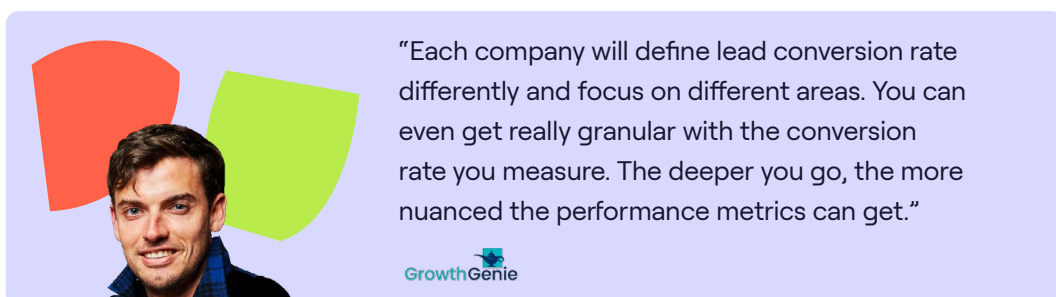 “Each company will define lead conversion rate
differently and focus on different areas. You can
even get really granular with the conversion
rate you measure. The deeper you go, the more
nuanced the performance metrics can get.”
GrowthGenie